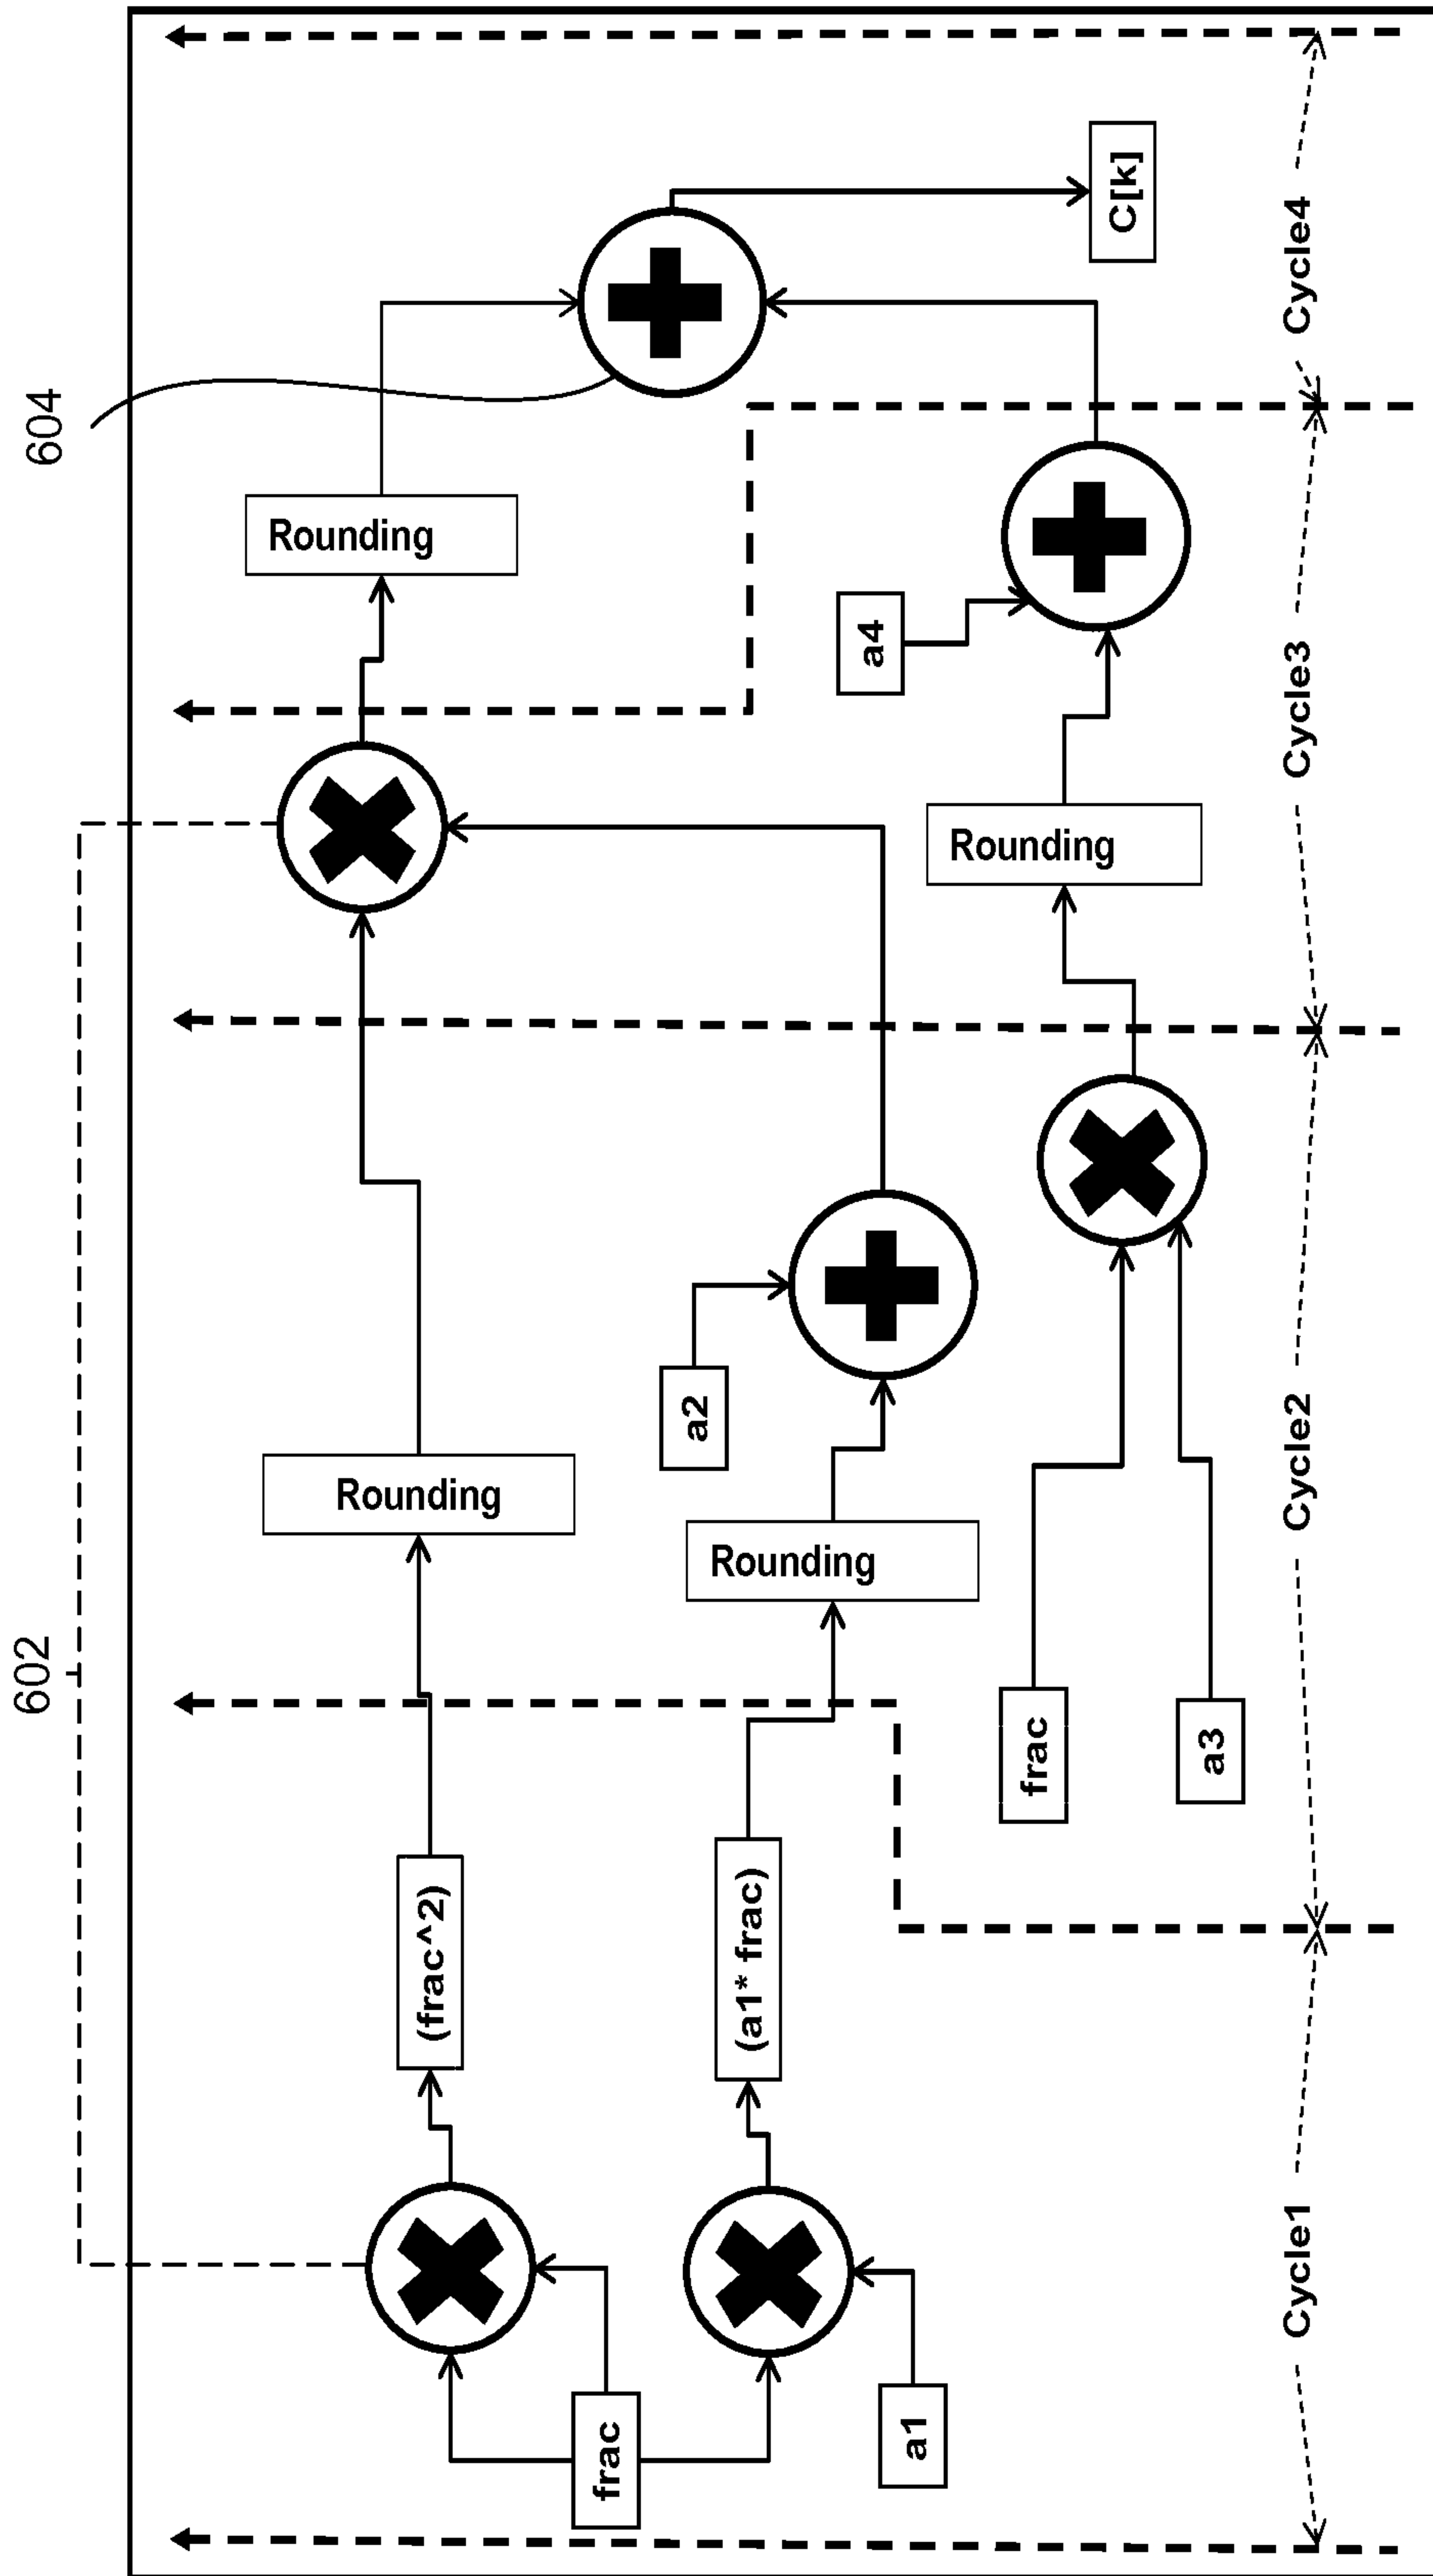 604
602
Rounding
Rounding
Rounding
Rounding
C[k]
a4
a2
(frac^2)
(a1* frac)
frac
a3
frac
a1
Cycle1
Cycle2
Cycle3
Cycle4